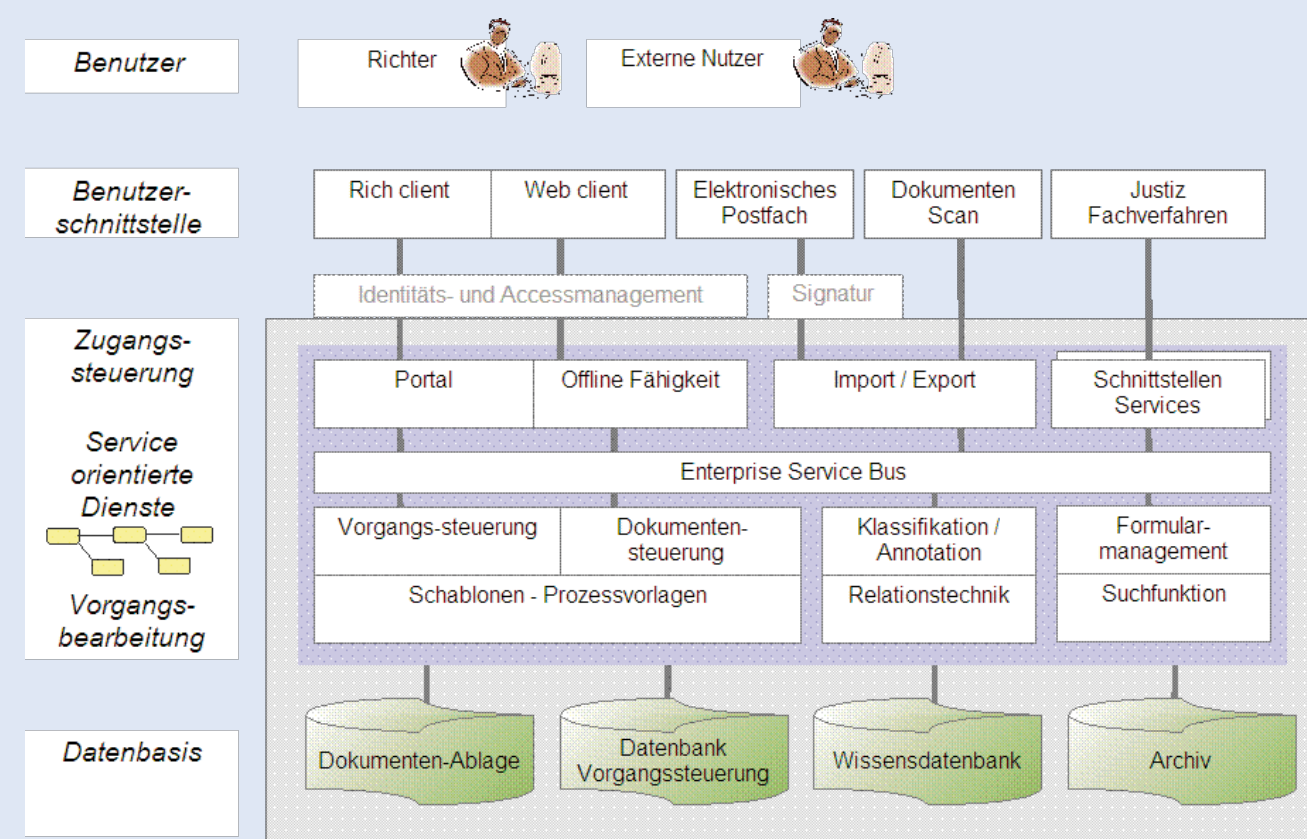 Benutzer
Richter
Externe Nutzer
Benutzer-
schnittstelle
Rich client
Web client
Elektronisches
Postfach
Dokumenten
Scan
Justiz
Fachverfahren
Identitäts- und Accessmanagement
Signatur
Zugangs-
steuerung
Portal
Offline Fähigkeit
Import / Export
Schnittstellen
Services
Service
orientierte
Dienste
Enterprise Service Bus
Vorgangs-steuerung
Dokumenten-
steuerung
Klassifikation /
Annotation
Formular-
management
Vorgangs-
bearbeitung
Schablonen - Prozessvorlagen
Relationstechnik
Suchfunktion
Datenbasis
Dokumenten-Ablage
Datenbank
Vorgangssteuerung
Wissensdatenbank
Archiv